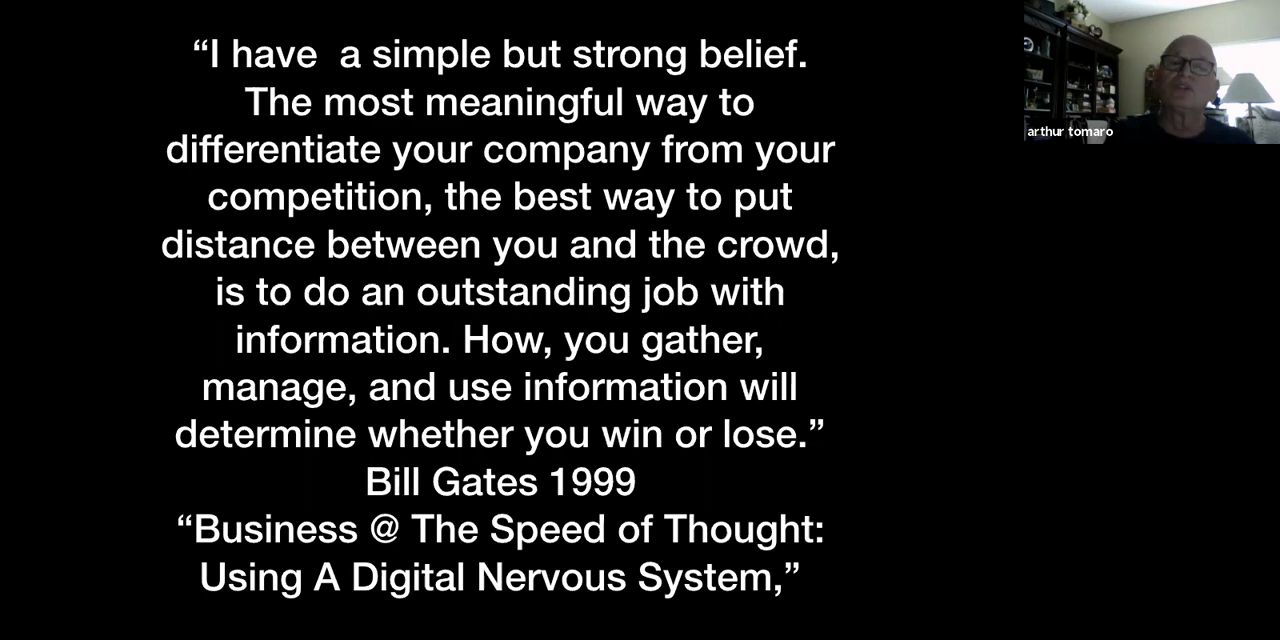 “I have  a simple but strong belief.
The most meaningful way to
differentiate your company from your
competition, the best way to put
distance between you and the crowd,
is to do an outstanding job with
information. How, you gather,
manage, and use information will
determine whether you win or lose.”
Bill Gates 1999
“Business @ The Speed of Thought:
Using A Digital Nervous System,”
arthur tomaro